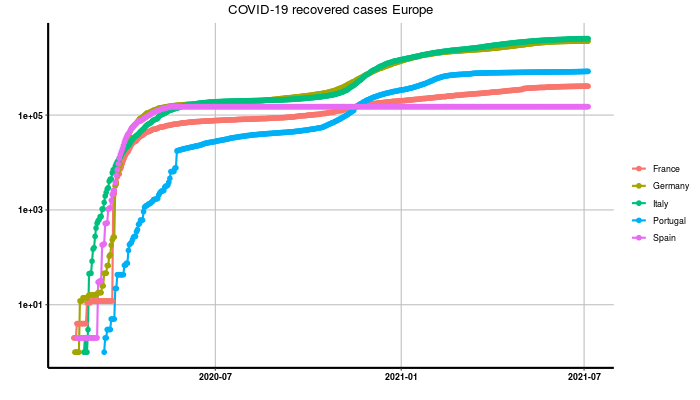 COVID-19 recovered cases Europe
1e+05
1e+03
1e+01
2020-07
2021-01
2021-07
France
Germany
Italy
Portugal
Spain